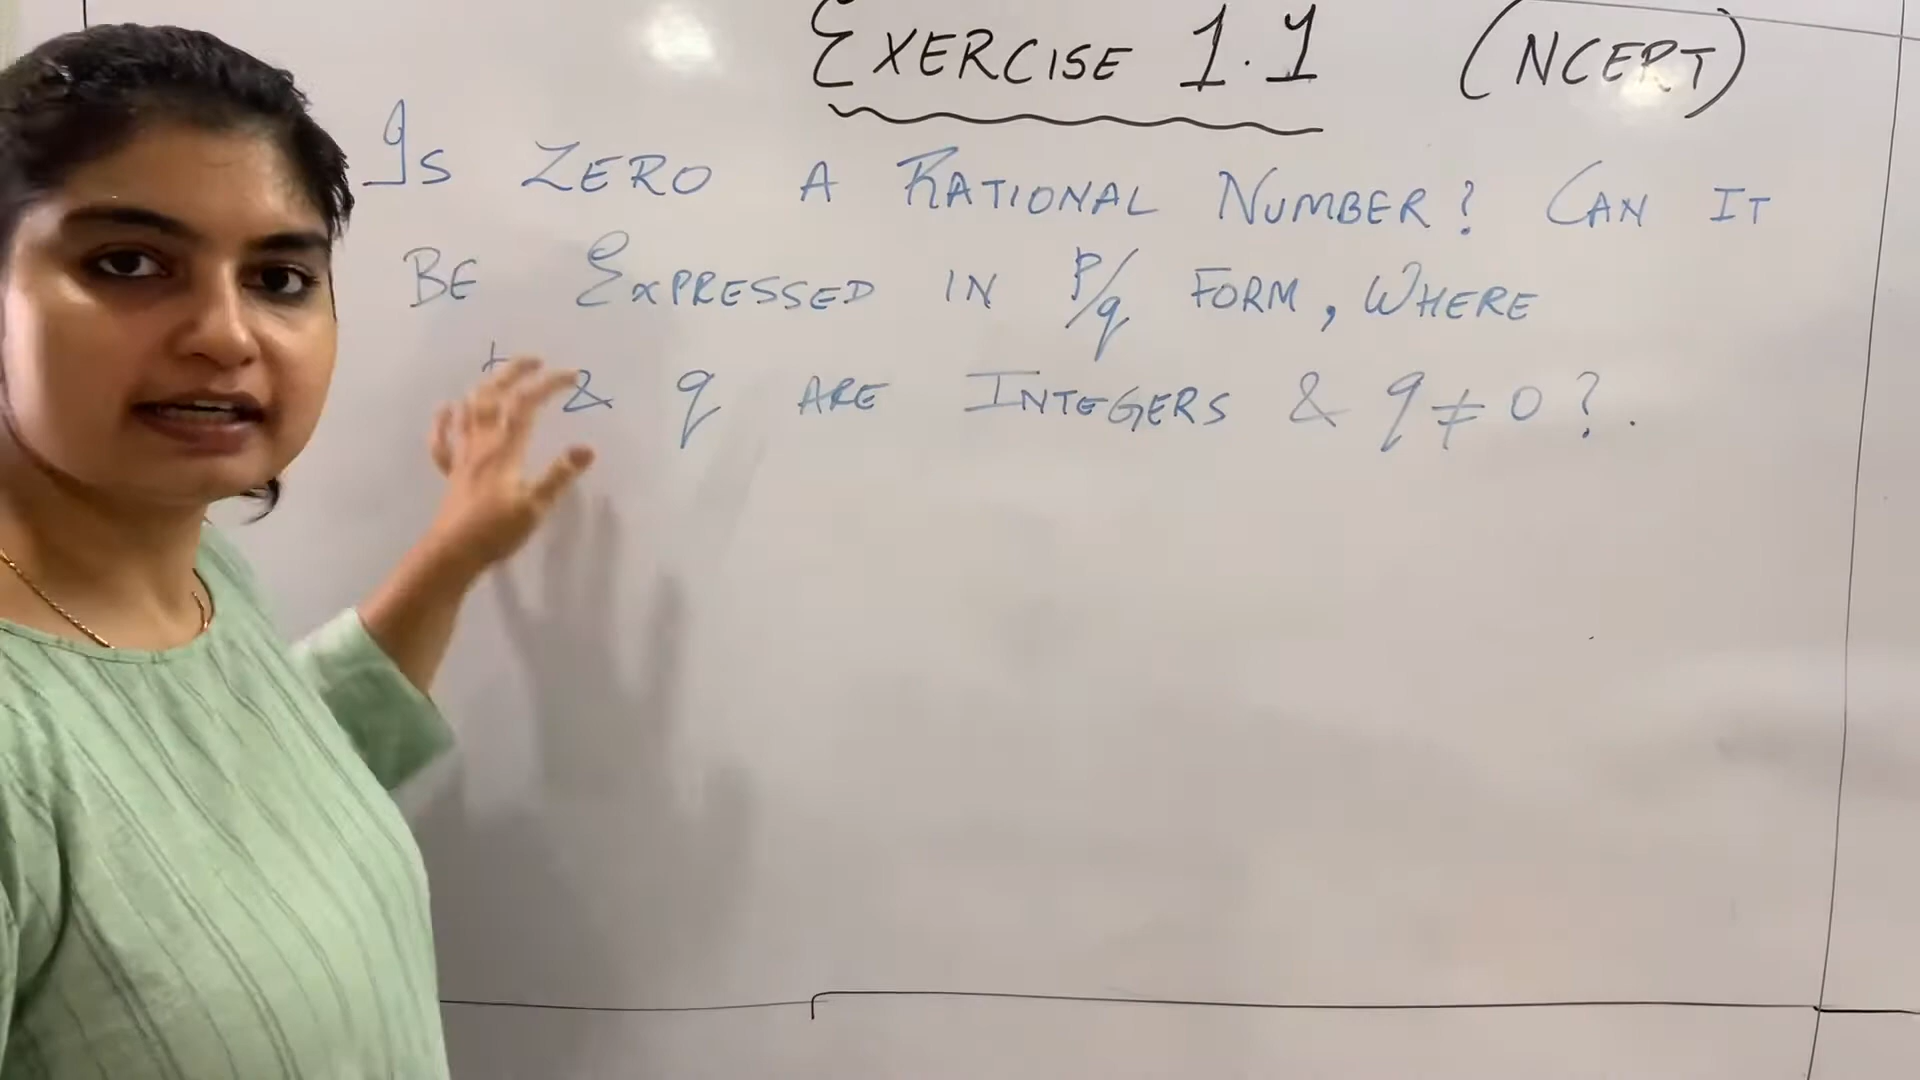 EXERCISE 1.1 (NCERT)
IS ZERO A RATIONAL NUMBER? CAN IT
BE EXPRESSED IN p/q FORM, WHERE
& q ARE INTEGERS & q ≠ 0 ?.